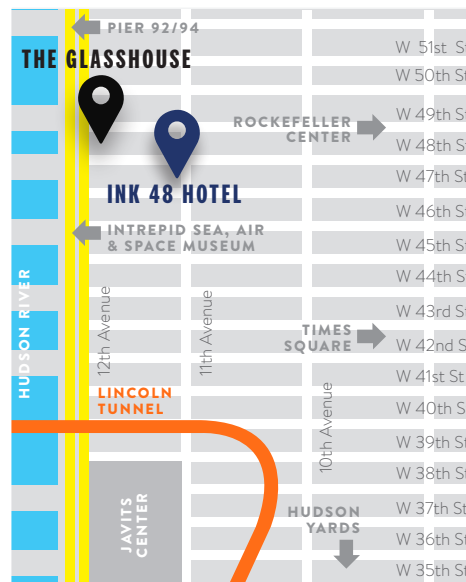 PIER 92/94
THE GLASSHOUSE
W 51st St
W 50th St
W 49th St
ROCKEFELLER
CENTER
W 48th St
W 47th St
INK 48 HOTEL
W 46th St
INTREPID SEA, AIR
& SPACE MUSEUM
W 45th St
W 44th S
HUDSON RIVER
12th Avenue
11th Avenue
W 43rd St
TIMES
SQUARE
W 42nd S
W 41st St
LINCOLN
TUNNEL
10th Avenue
W 40th S
W 39th St
W 38th St
JAVITS
CENTER
HUDSON
YARDS
W 37th St
W 36th St
W 35th St